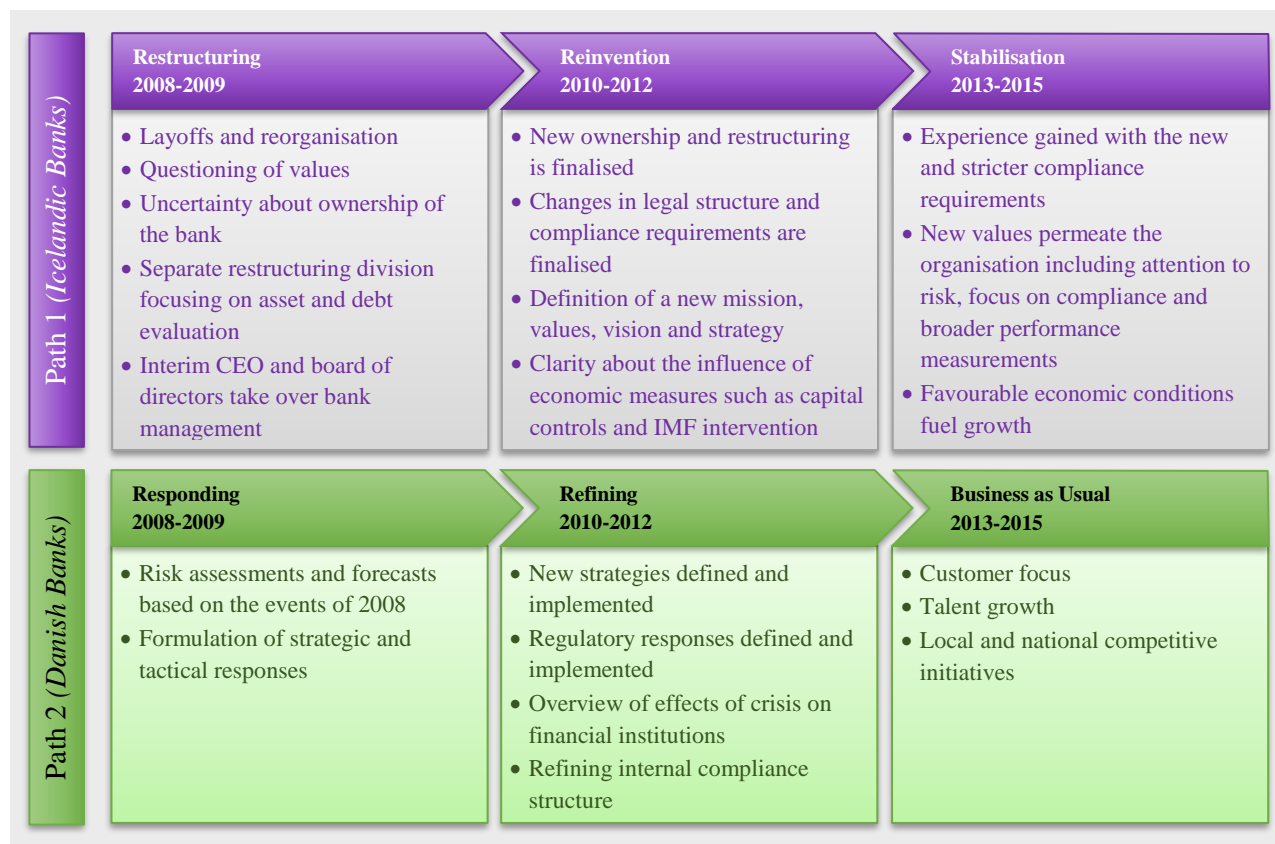 Path 1 (Icelandic Banks)
Restructuring
2008-2009
• Layoffs and reorganisation
• Questioning of values
• Uncertainty about ownership of
the bank
• Separate restructuring division
focusing on asset and debt
evaluation
• Interim CEO and board of
directors take over bank
management
Reinvention
2010-2012
• New ownership and restructuring
is finalised
• Changes in legal structure and
compliance requirements are
finalised
• Definition of a new mission,
values, vision and strategy
• Clarity about the influence of
economic measures such as capital
controls and IMF intervention
Stabilisation
2013-2015
• Experience gained with the new
and stricter compliance
requirements
• New values permeate the
organisation including attention to
risk, focus on compliance and
broader performance
measurements
• Favourable economic conditions
fuel growth
Path 2 (Danish Banks)
Responding
2008-2009
• Risk assessments and forecasts
based on the events of 2008
• Formulation of strategic and
tactical responses
Refining
2010-2012
• New strategies defined and
implemented
• Regulatory responses defined and
implemented
• Overview of effects of crisis on
financial institutions
• Refining internal compliance
structure
Business as Usual
2013-2015
• Customer focus
• Talent growth
• Local and national competitive
initiatives